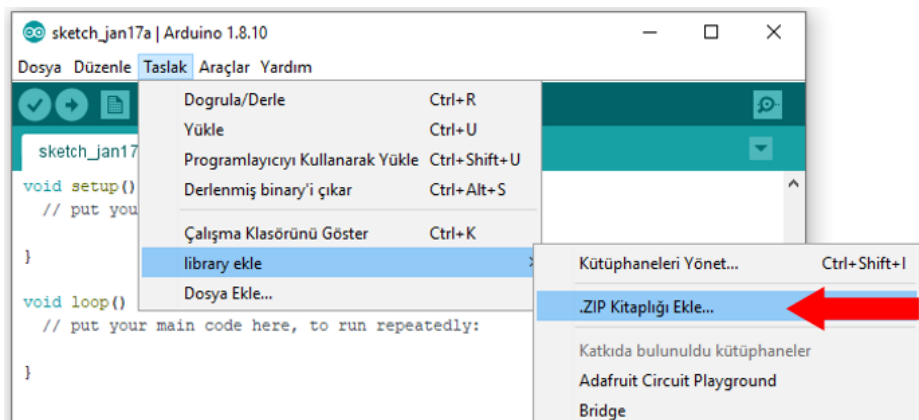 sketch_jan17a | Arduino 1.8.10
Dosya Düzenle Taslak Araçlar Yardım
Dogrula/Derle Ctrl+R
Yükle Ctrl+U
Programlayıcıyı Kullanarak Yükle Ctrl+Shift+U
Derlenmiş binary'i çıkar Ctrl+Alt+S
Çalışma Klasörünü Göster Ctrl+K
library ekle
Dosya Ekle...
sketch_jan17
void setup()
// put you
}
void loop()
// put your main code here, to run repeatedly:
}
Kütüphaneleri Yönet... Ctrl+Shift+I
.ZIP Kitaplığı Ekle...
Katkıda bulunuldu kütüphaneler
Adafruit Circuit Playground
Bridge